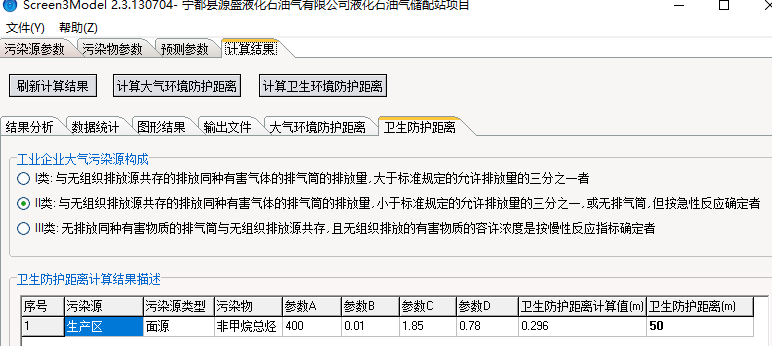 Screen3Model 2.3.130704- 宁都县源盛液化石油气有限公司液化石油气储配站项目
文件(Y) 帮助(Z)
污染源参数 污染物参数 预测参数 计算结果
刷新计算结果 计算大气环境防护距离 计算卫生环境防护距离
结果分析 数据统计 图形结果 输出文件 大气环境防护距离 卫生防护距离
工业企业大气污染源构成
I类: 与无组织排放源共存的排放同种有害气体的排气筒的排放量, 大于标准规定的允许排放量的三分之一者
II类: 与无组织排放源共存的排放同种有害气体的排气筒的排放量, 小于标准规定的允许排放量的三分之一, 或无排气筒, 但按急性反应确定者
III类: 无排放同种有害物质的排气筒与无组织排放源共存, 且无组织排放的有害物质的容许浓度是按慢性反应指标确定者
卫生防护距离计算结果描述
序号 污染源 污染源类型 污染物 参数A 参数B 参数C 参数D 卫生防护距离计算值(m) 卫生防护距离(m)
1 生产区 面源 非甲烷总烃 400 0.01 1.85 0.78 0.296 50